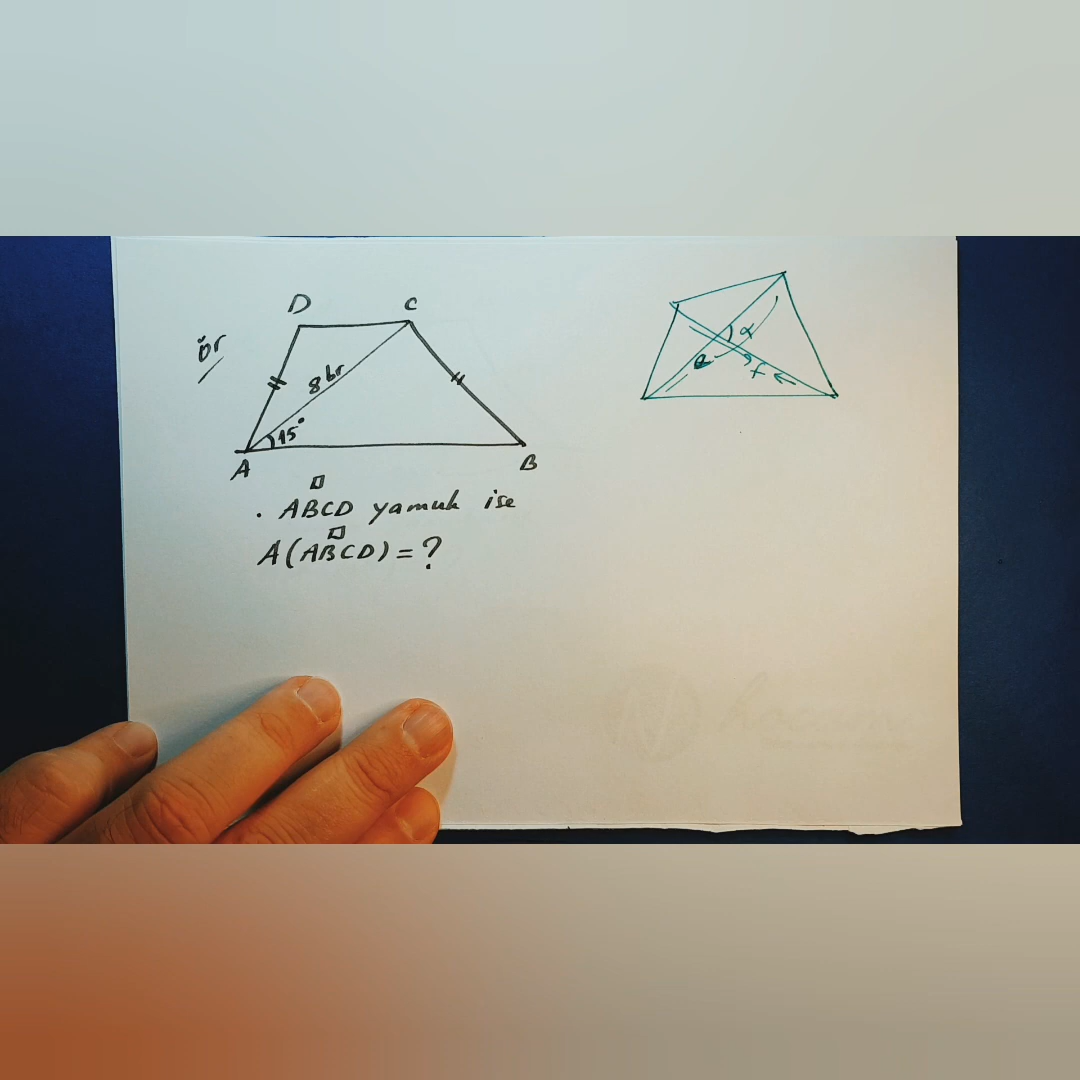 ör
D C
8br
15°
A B
. ABCD yamuk ise
A(ABCD)=?
α
e f